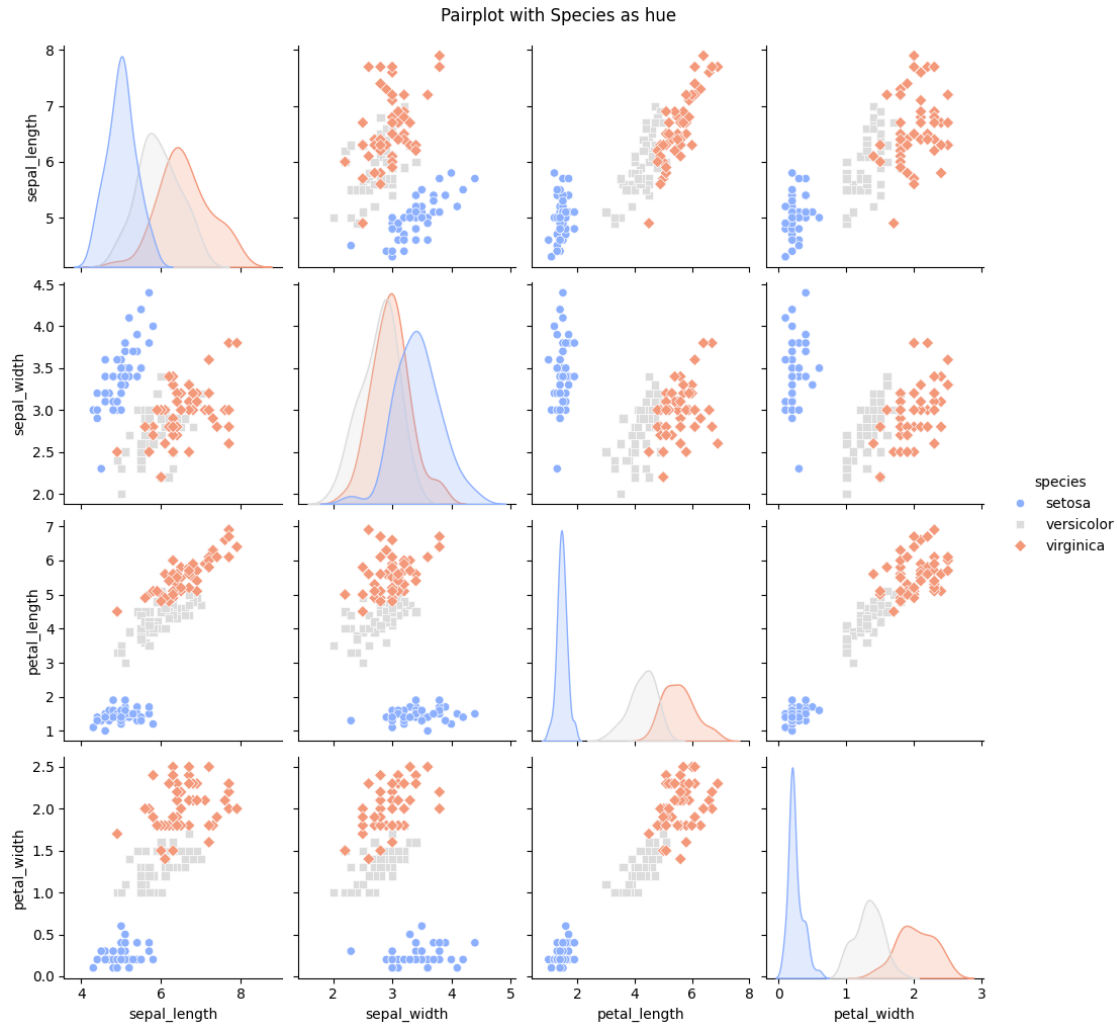 Pairplot with Species as hue
8
7
6
5
sepal_length
4.5
4.0
3.5
3.0
2.5
2.0
sepal_width
species
setosa
versicolor
virginica
7
6
5
4
3
2
1
petal_length
2.5
2.0
1.5
1.0
0.5
0.0
petal_width
4 6 8 2 3 4 5 2 4 6 8 0 1 2 3
sepal_length sepal_width petal_length petal_width